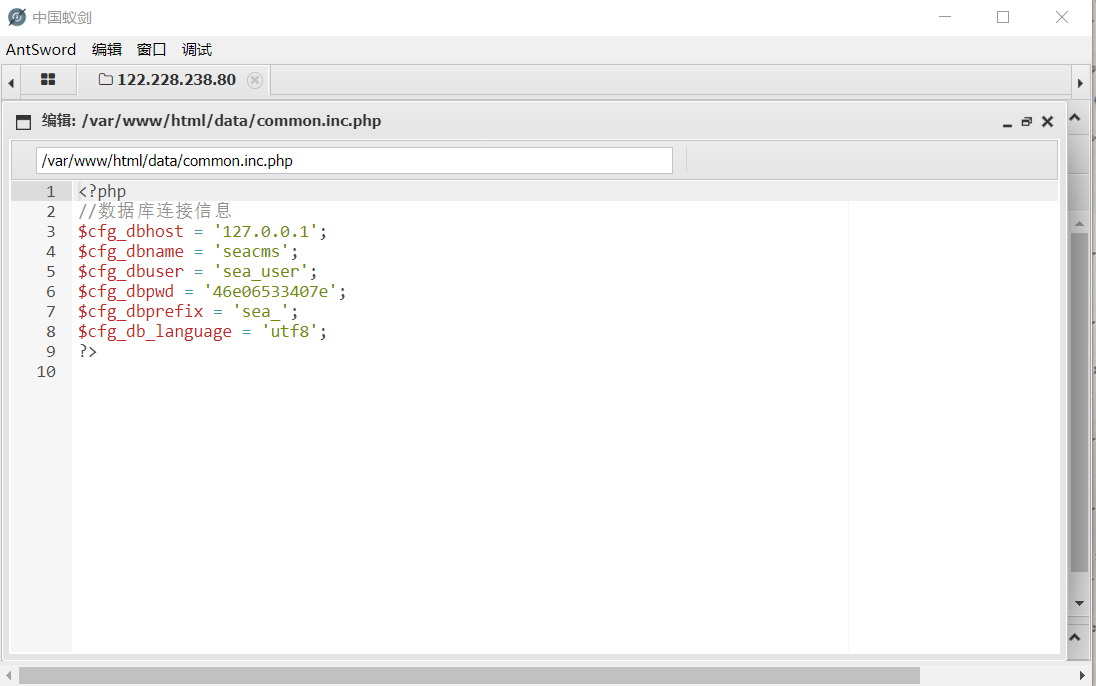 中国蚁剑
AntSword 编辑 窗口 调试
122.228.238.80
编辑: /var/www/html/data/common.inc.php
/var/www/html/data/common.inc.php
1 <?php
2 //数据库连接信息
3 $cfg_dbhost = '127.0.0.1';
4 $cfg_dbname = 'seacms';
5 $cfg_dbuser = 'sea_user';
6 $cfg_dbpwd = '46e06533407e';
7 $cfg_dbprefix = 'sea_';
8 $cfg_db_language = 'utf8';
9 ?>
10